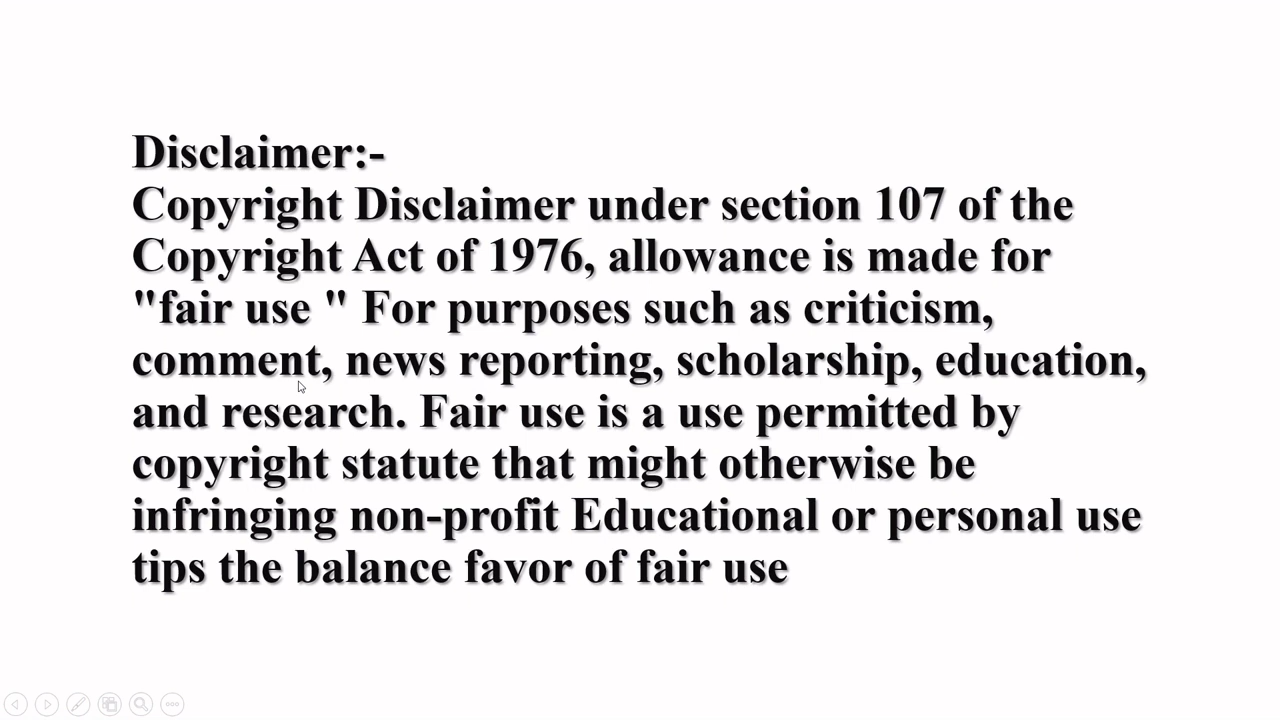 Disclaimer:-
Copyright Disclaimer under section 107 of the
Copyright Act of 1976, allowance is made for
"fair use " For purposes such as criticism,
comment, news reporting, scholarship, education,
and research. Fair use is a use permitted by
copyright statute that might otherwise be
infringing non-profit Educational or personal use
tips the balance favor of fair use